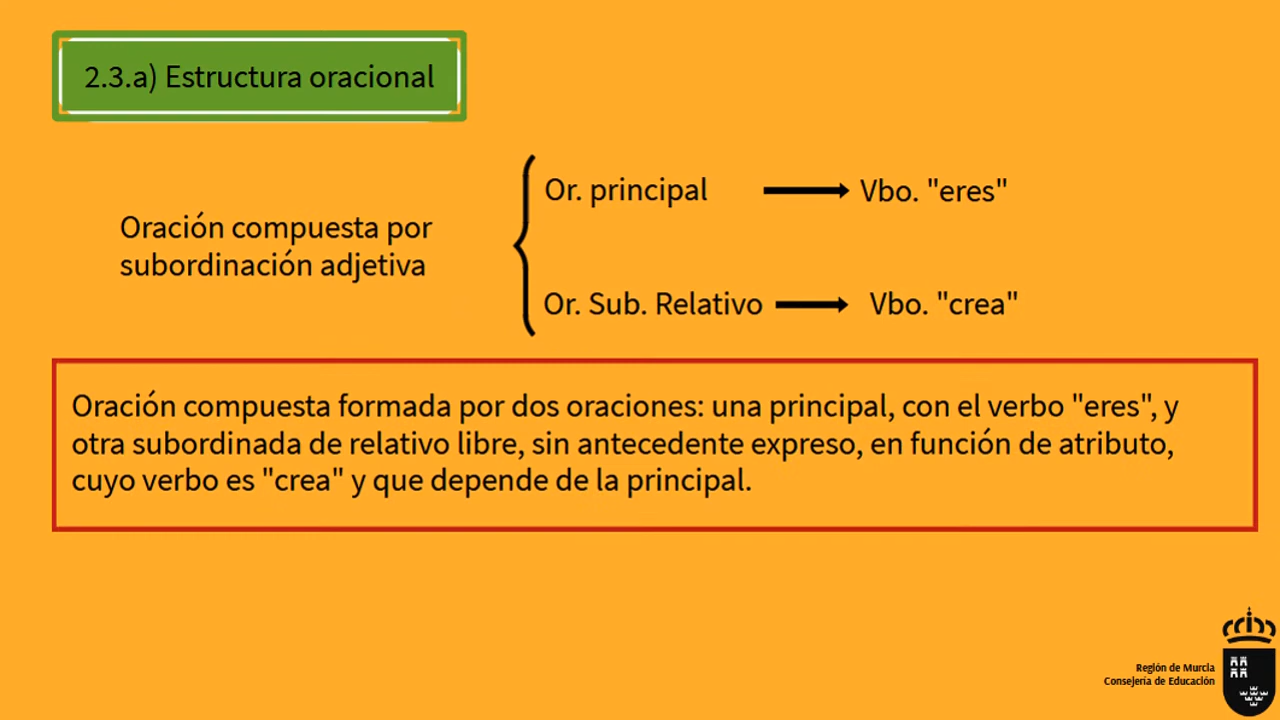 2.3.a) Estructura oracional
Or. principal
Vbo. "eres"
Oración compuesta por
subordinación adjetiva
Or. Sub. Relativo
Vbo. "crea"
Oración compuesta formada por dos oraciones: una principal, con el verbo "eres", y
otra subordinada de relativo libre, sin antecedente expreso, en función de atributo,
cuyo verbo es "crea" y que depende de la principal.
Región de Murcia
Consejería de Educación